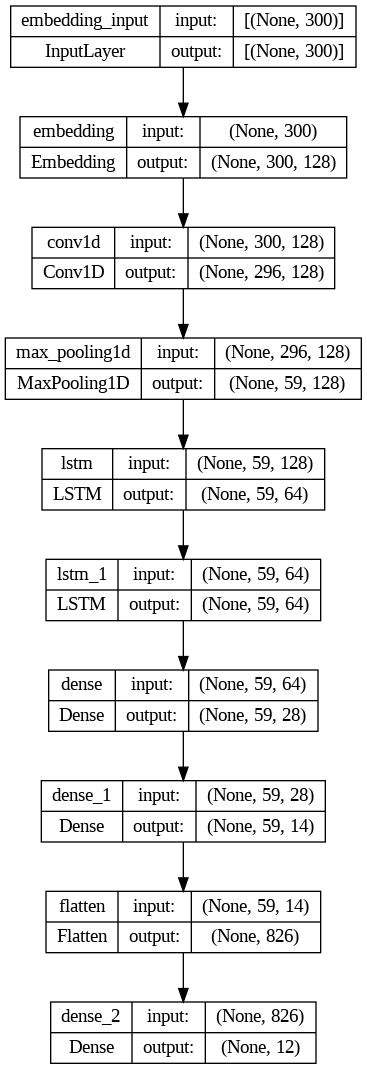 embedding_input input: [(None, 300)]
InputLayer output: [(None, 300)]
embedding input: (None, 300)
Embedding output: (None, 300, 128)
conv1d input: (None, 300, 128)
Conv1D output: (None, 296, 128)
max_pooling1d input: (None, 296, 128)
MaxPooling1D output: (None, 59, 128)
lstm input: (None, 59, 128)
LSTM output: (None, 59, 64)
lstm_1 input: (None, 59, 64)
LSTM output: (None, 59, 64)
dense input: (None, 59, 64)
Dense output: (None, 59, 28)
dense_1 input: (None, 59, 28)
Dense output: (None, 59, 14)
flatten input: (None, 59, 14)
Flatten output: (None, 826)
dense_2 input: (None, 826)
Dense output: (None, 12)